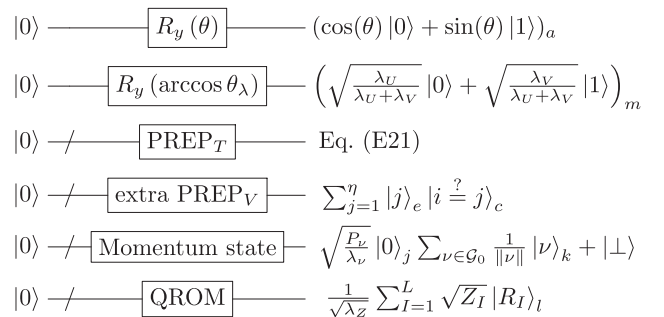 |0⟩ R_y (θ) (cos(θ) |0⟩ + sin(θ) |1⟩)_a
|0⟩ R_y (arccos θ_λ) (√(λ_U/(λ_U+λ_V)) |0⟩ + √(λ_V/(λ_U+λ_V)) |1⟩)_m
|0⟩ PREP_T Eq. (E21)
|0⟩ extra PREP_V ∑_{j=1}^{η} |j⟩_e |i ≟ j⟩_c
|0⟩ Momentum state √(P_ν/λ_ν) |0⟩_j ∑_{ν∈𝒢_0} 1/‖ν‖ |ν⟩_k + |⊥⟩
|0⟩ QROM 1/√λ_Z ∑_{I=1}^{L} √Z_I |R_I⟩_l